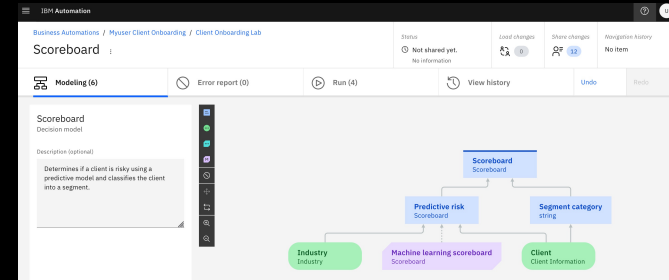 IBM Automation
Business Automations / Myuser Client Onboarding / Client Onboarding Lab
Scoreboard
Status
Not shared yet.
No information
Load changes
0
Share changes
12
Navigation history
No item
Modeling (6)
Error report (0)
Run (4)
View history
Undo
Redo
Scoreboard
Decision model
Description (optional)
Determines if a client is risky using a
predictive model and classifies the client
into a segment.
Scoreboard
Scoreboard
Predictive risk
Scoreboard
Segment category
string
Industry
Industry
Machine learning scoreboard
Scoreboard
Client
Client Information